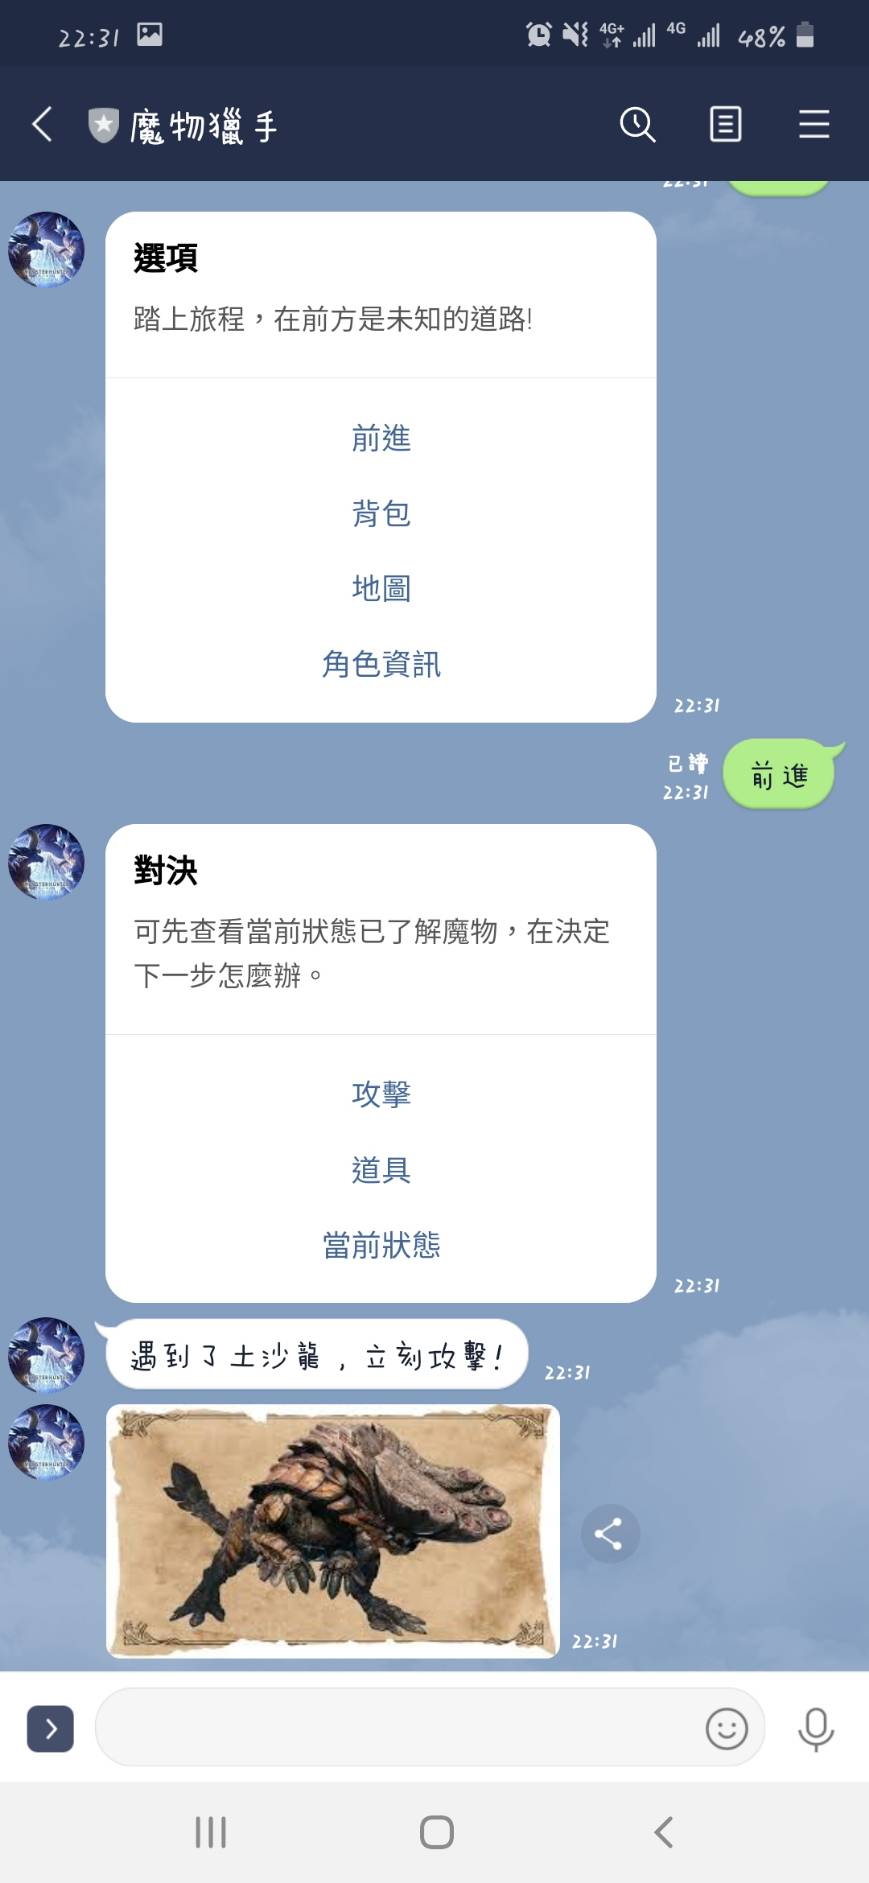 22:31
4G+
4G
48%
魔物獵手
22:31
選項
踏上旅程，在前方是未知的道路!
前進
背包
地圖
角色資訊
22:31
已讀
22:31
前進
對決
可先查看當前狀態已了解魔物，在決定
下一步怎麼辦。
攻擊
道具
當前狀態
22:31
遇到了土沙龍，立刻攻擊!
22:31
22:31